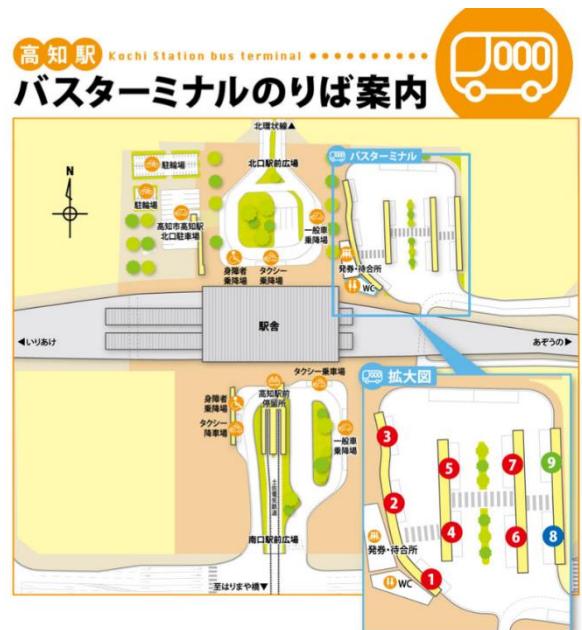 高知駅 Kochi Station bus terminal
000
バスターミナルのりば案内
北環状線▲
バスターミナル
N
駐輪場
北口駅前広場
駐輪場
高知市高知駅
北口駐車場
一般車
乗降場
身障者
乗降場
タクシー
乗降場
発券・待合所
WC
駅舎
◀いりあけ
あぞうの▶
タクシー乗車場
拡大図
身障者
乗降場
高知駅前
停留所
タクシー
降車場
一般車
乗降場
土佐電気鉄道
南口駅前広場
至はりまや橋▼
3
5
7
9
2
4
6
8
発券・待合所
WC
1